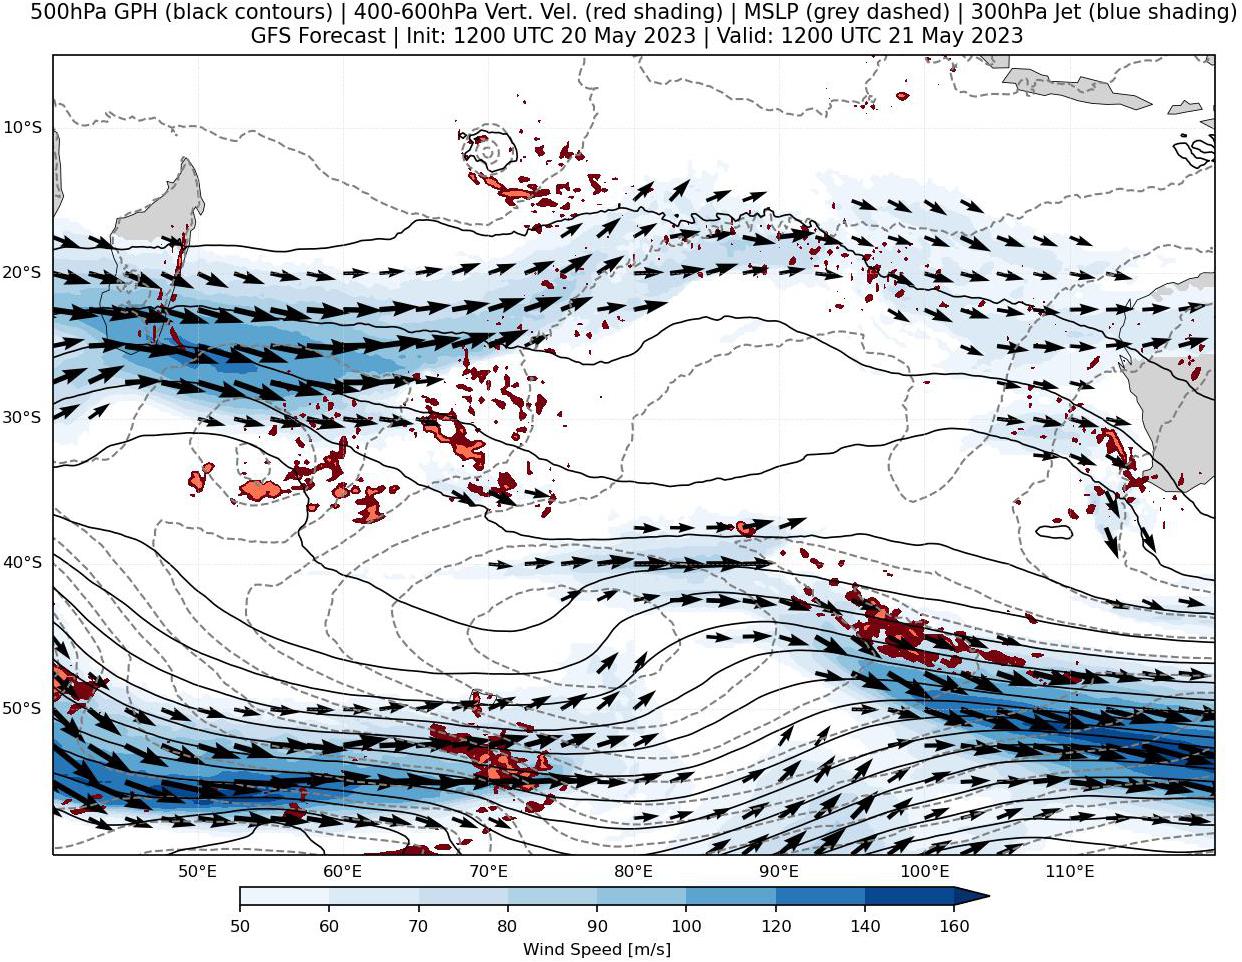 500hPa GPH (black contours) | 400-600hPa Vert. Vel. (red shading) | MSLP (grey dashed) | 300hPa Jet (blue shading)
GFS Forecast | Init: 1200 UTC 20 May 2023 | Valid: 1200 UTC 21 May 2023
10°S
20°S
30°S
40°S
50°S
50°E 60°E 70°E 80°E 90°E 100°E 110°E
50 60 70 80 90 100 120 140 160
Wind Speed [m/s]